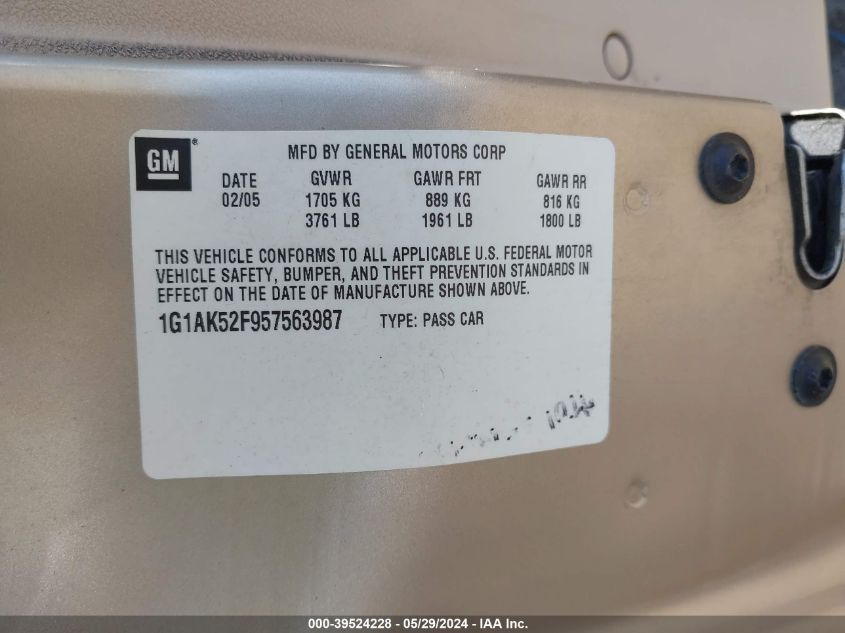 GM ®
MFD BY GENERAL MOTORS CORP
DATE GVWR GAWR FRT GAWR RR
02/05 1705 KG 889 KG 816 KG
3761 LB 1961 LB 1800 LB
THIS VEHICLE CONFORMS TO ALL APPLICABLE U.S. FEDERAL MOTOR
VEHICLE SAFETY, BUMPER, AND THEFT PREVENTION STANDARDS IN
EFFECT ON THE DATE OF MANUFACTURE SHOWN ABOVE.
1G1AK52F957563987 TYPE: PASS CAR
000-39524228 - 05/29/2024 - IAA Inc.